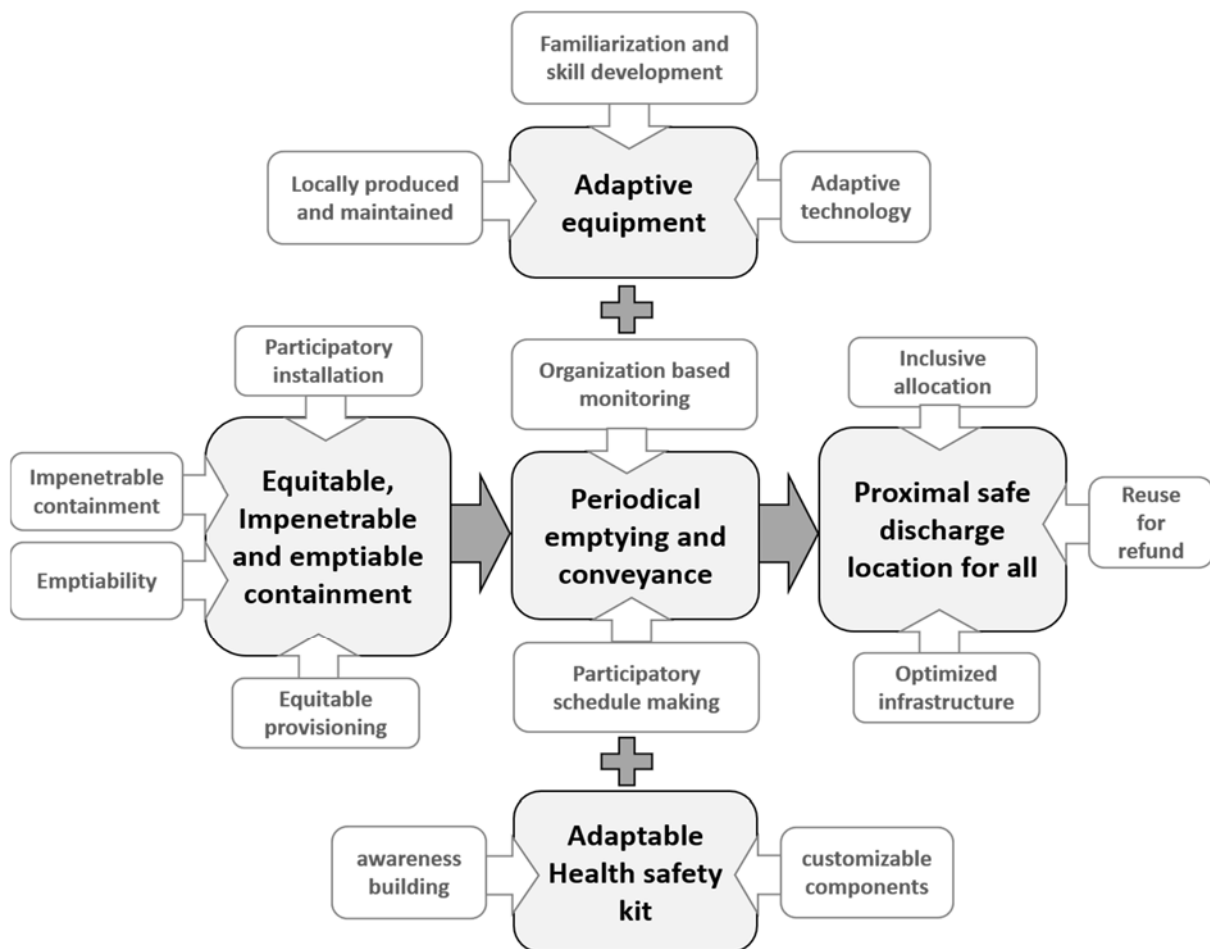 Familiarization and
skill development
Locally produced
and maintained
Adaptive
equipment
Adaptive
technology
Participatory
installation
Organization based
monitoring
Inclusive
allocation
Impenetrable
containment
Emptiability
Equitable,
Impenetrable
and emptiable
containment
Periodical
emptying and
conveyance
Proximal safe
discharge
location for all
Reuse
for
refund
Equitable
provisioning
Participatory
schedule making
Optimized
infrastructure
awareness
building
Adaptable
Health safety
kit
customizable
components